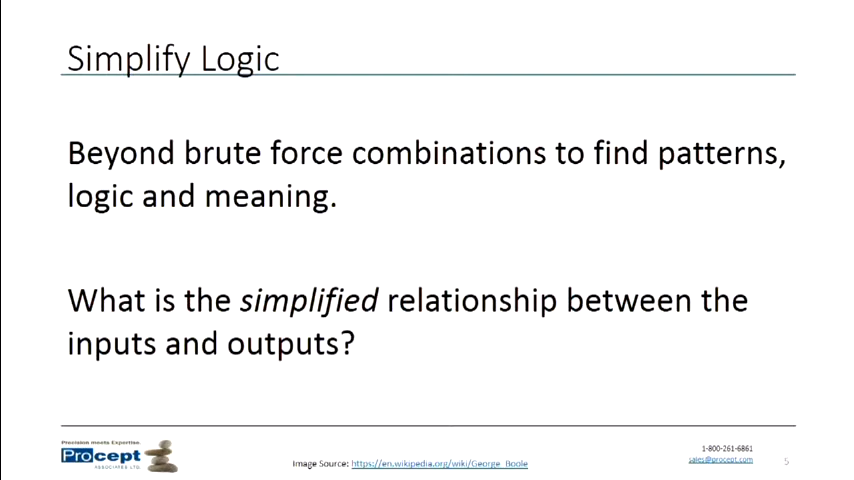 Simplify Logic
Beyond brute force combinations to find patterns,
logic and meaning.
What is the simplified relationship between the
inputs and outputs?
Precision meets Expertise.
Procept
ASSOCIATES LTD.
Image Source: https://en.wikipedia.org/wiki/George_Boole
1-800-261-6861
sales@procept.com
5